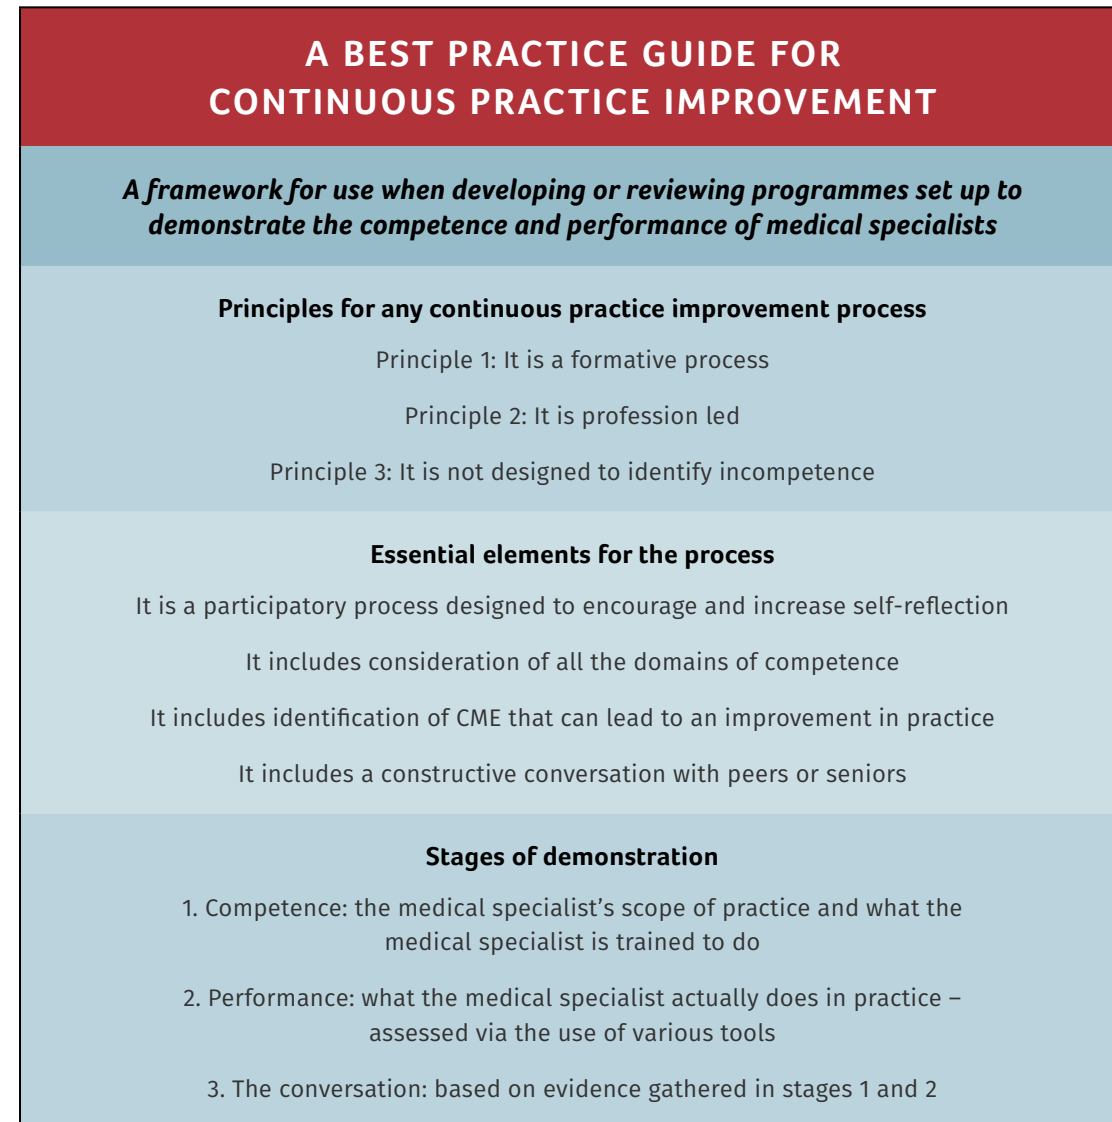 A BEST PRACTICE GUIDE FOR
CONTINUOUS PRACTICE IMPROVEMENT
A framework for use when developing or reviewing programmes set up to
demonstrate the competence and performance of medical specialists
Principles for any continuous practice improvement process
Principle 1: It is a formative process
Principle 2: It is profession led
Principle 3: It is not designed to identify incompetence
Essential elements for the process
It is a participatory process designed to encourage and increase self-reflection
It includes consideration of all the domains of competence
It includes identification of CME that can lead to an improvement in practice
It includes a constructive conversation with peers or seniors
Stages of demonstration
1. Competence: the medical specialist’s scope of practice and what the
medical specialist is trained to do
2. Performance: what the medical specialist actually does in practice –
assessed via the use of various tools
3. The conversation: based on evidence gathered in stages 1 and 2